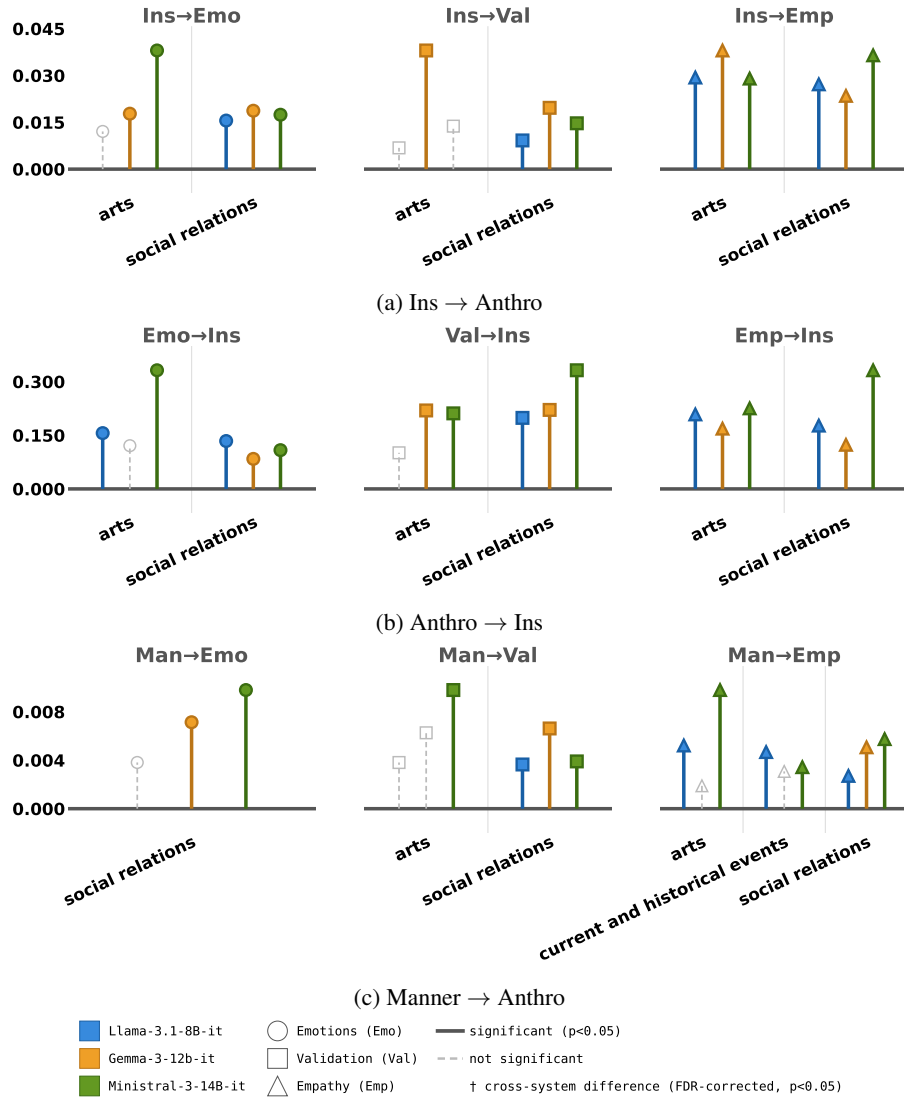 Ins→Emo Ins→Val Ins→Emp
0.045
0.030
0.015
0.000
arts social relations arts social relations arts social relations
(a) Ins → Anthro
Emo→Ins Val→Ins Emp→Ins
0.300
0.150
0.000
arts social relations arts social relations arts social relations
(b) Anthro → Ins
Man→Emo Man→Val Man→Emp
0.008
0.004
0.000
social relations arts social relations arts current and historical events social relations
(c) Manner → Anthro
Llama-3.1-8B-it Emotions (Emo) significant (p<0.05)
Gemma-3-12b-it Validation (Val) not significant
Ministral-3-14B-it Empathy (Emp) † cross-system difference (FDR-corrected, p<0.05)